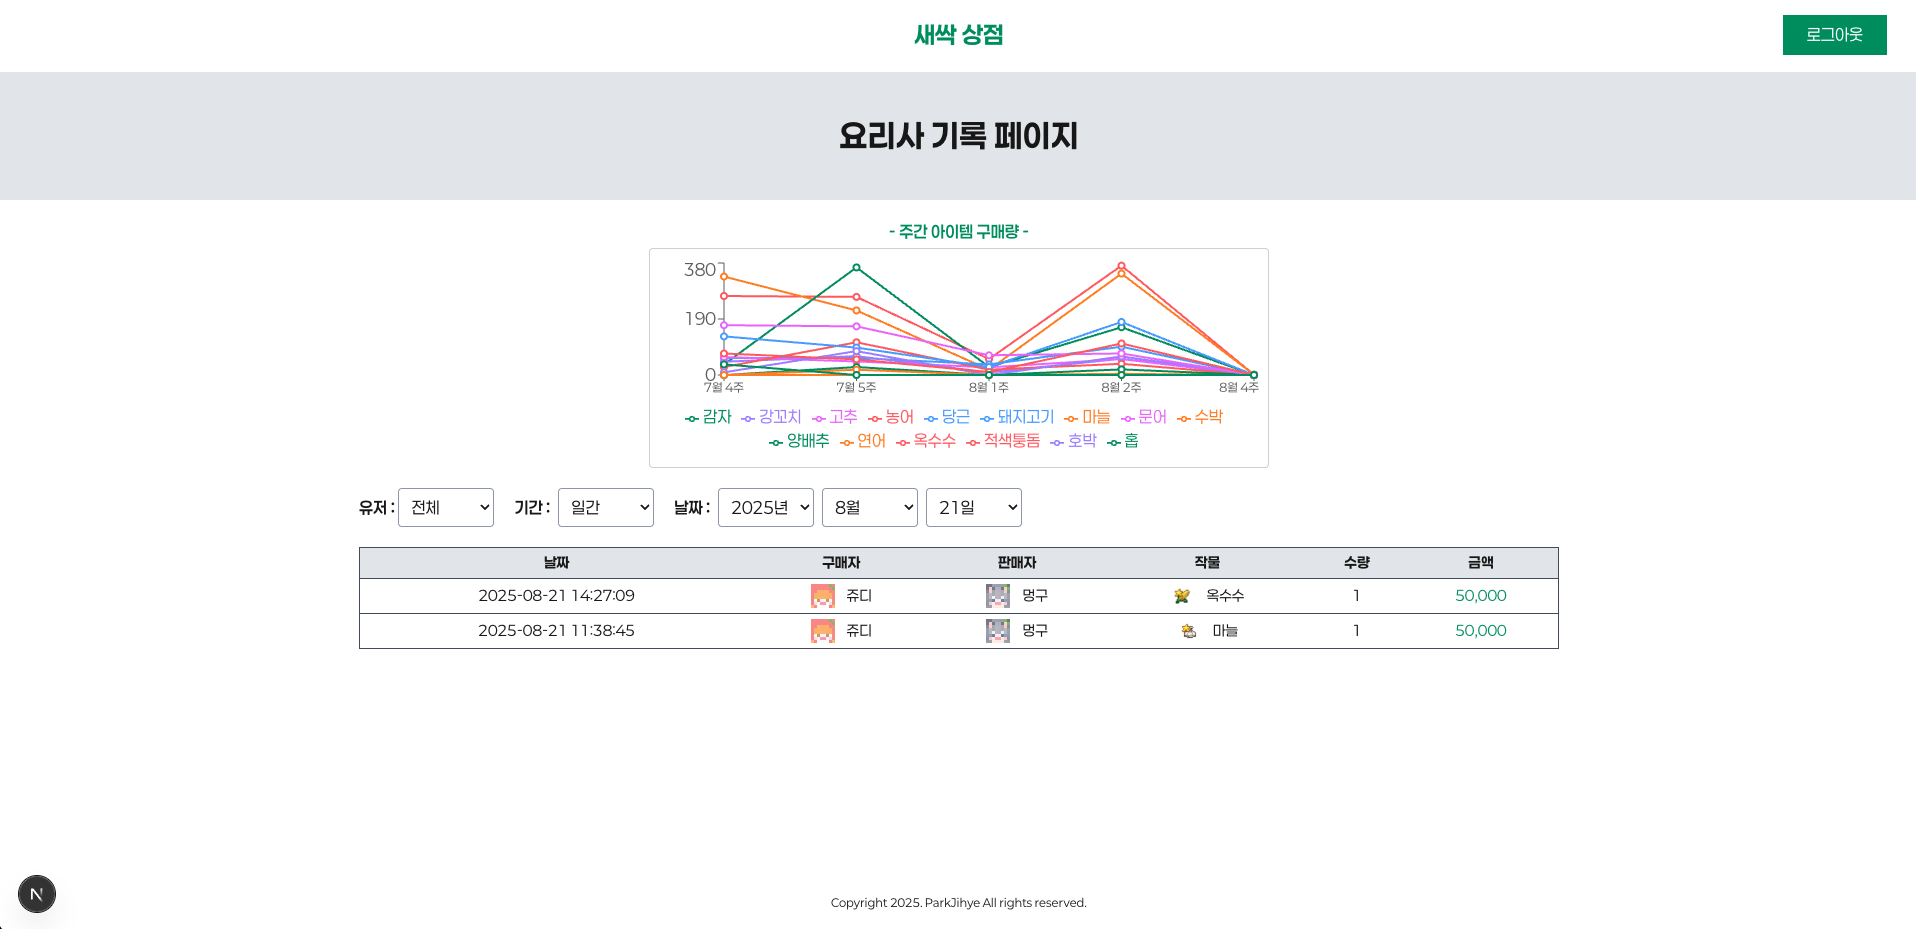 새싹 상점
로그아웃
요리사 기록 페이지
- 주간 아이템 구매량 -
380
190
0
7월 4주 7월 5주 8월 1주 8월 2주 8월 4주
감자 강꼬치 고추 농어 당근 돼지고기 마늘 문어 수박
양배추 연어 옥수수 적색퉁돔 호박 홉
유저 : 전체 기간 : 일간 날짜 : 2025년 8월 21일
날짜 구매자 판매자 작물 수량 금액
2025-08-21 14:27:09 쥬디 멍구 옥수수 1 50,000
2025-08-21 11:38:45 쥬디 멍구 마늘 1 50,000
N
Copyright 2025. ParkJihye All rights reserved.